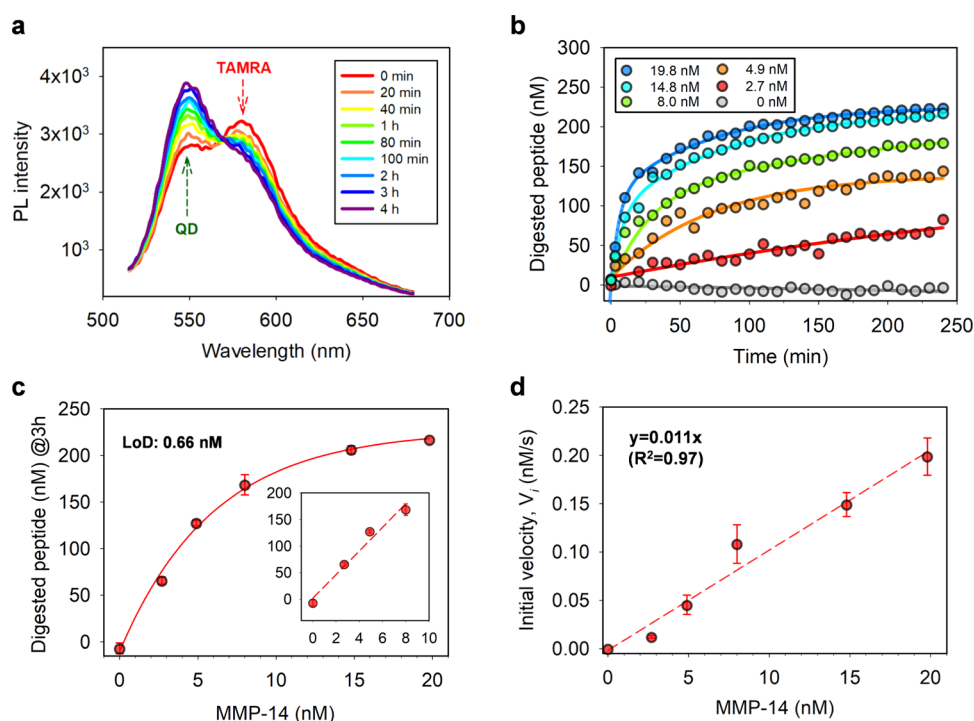 a
4x10³
3x10³
2x10³
10³
PL intensity
500
550
600
650
700
Wavelength (nm)
TAMRA
QD
0 min
20 min
40 min
1 h
80 min
100 min
2 h
3 h
4 h
b
300
250
200
150
100
50
0
Digested peptide (nM)
0
50
100
150
200
250
Time (min)
19.8 nM
14.8 nM
8.0 nM
4.9 nM
2.7 nM
0 nM
c
250
200
150
100
50
0
Digested peptide (nM) @3h
0
5
10
15
20
MMP-14 (nM)
LoD: 0.66 nM
200
150
100
50
0
0
2
4
6
8
10
d
0.25
0.20
0.15
0.10
0.05
0.00
Initial velocity, Vᵢ (nM/s)
0
5
10
15
20
MMP-14 (nM)
y=0.011x
(R²=0.97)